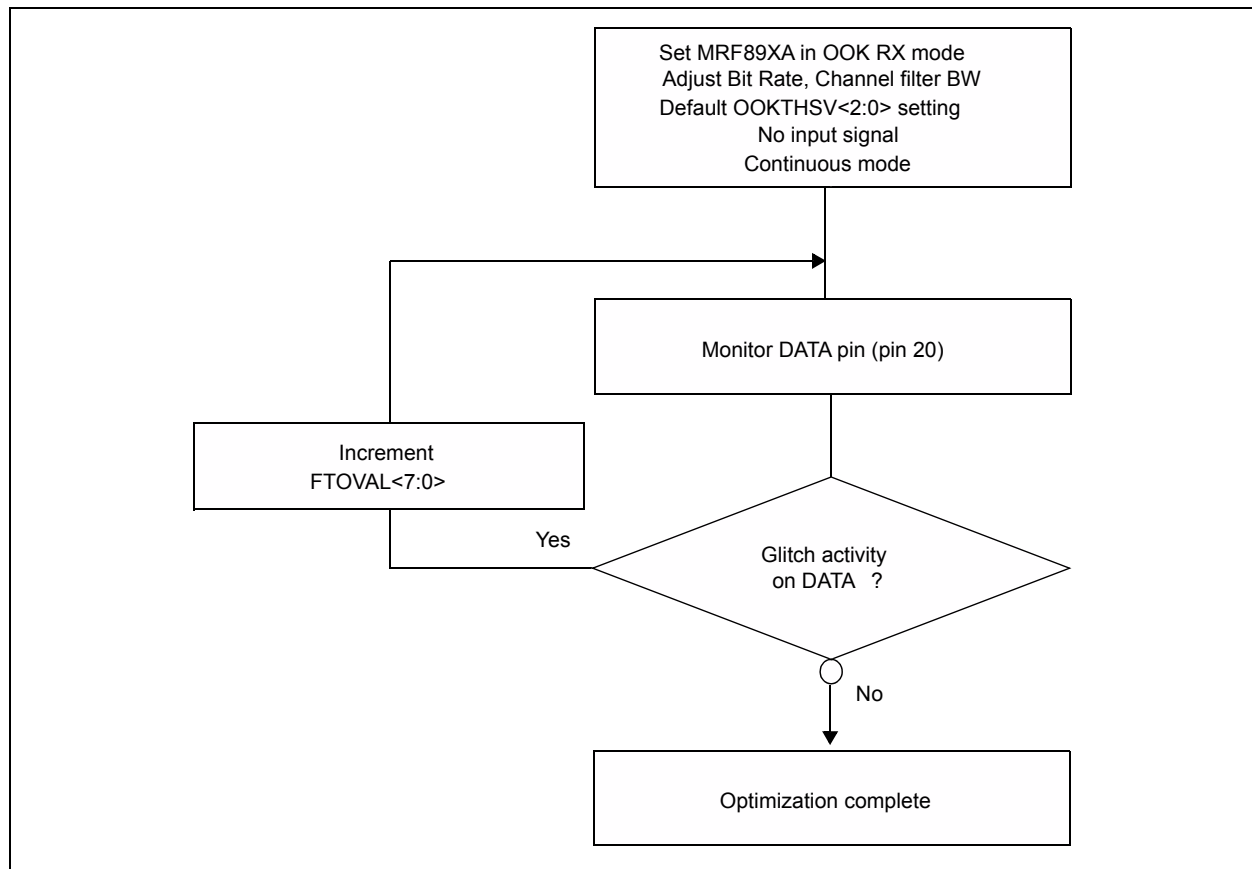 Set MRF89XA in OOK RX mode
Adjust Bit Rate, Channel filter BW
Default OOKTHSV<2:0> setting
No input signal
Continuous mode
Monitor DATA pin (pin 20)
Increment
FTOVAL<7:0>
Yes
Glitch activity
on DATA ?
No
Optimization complete